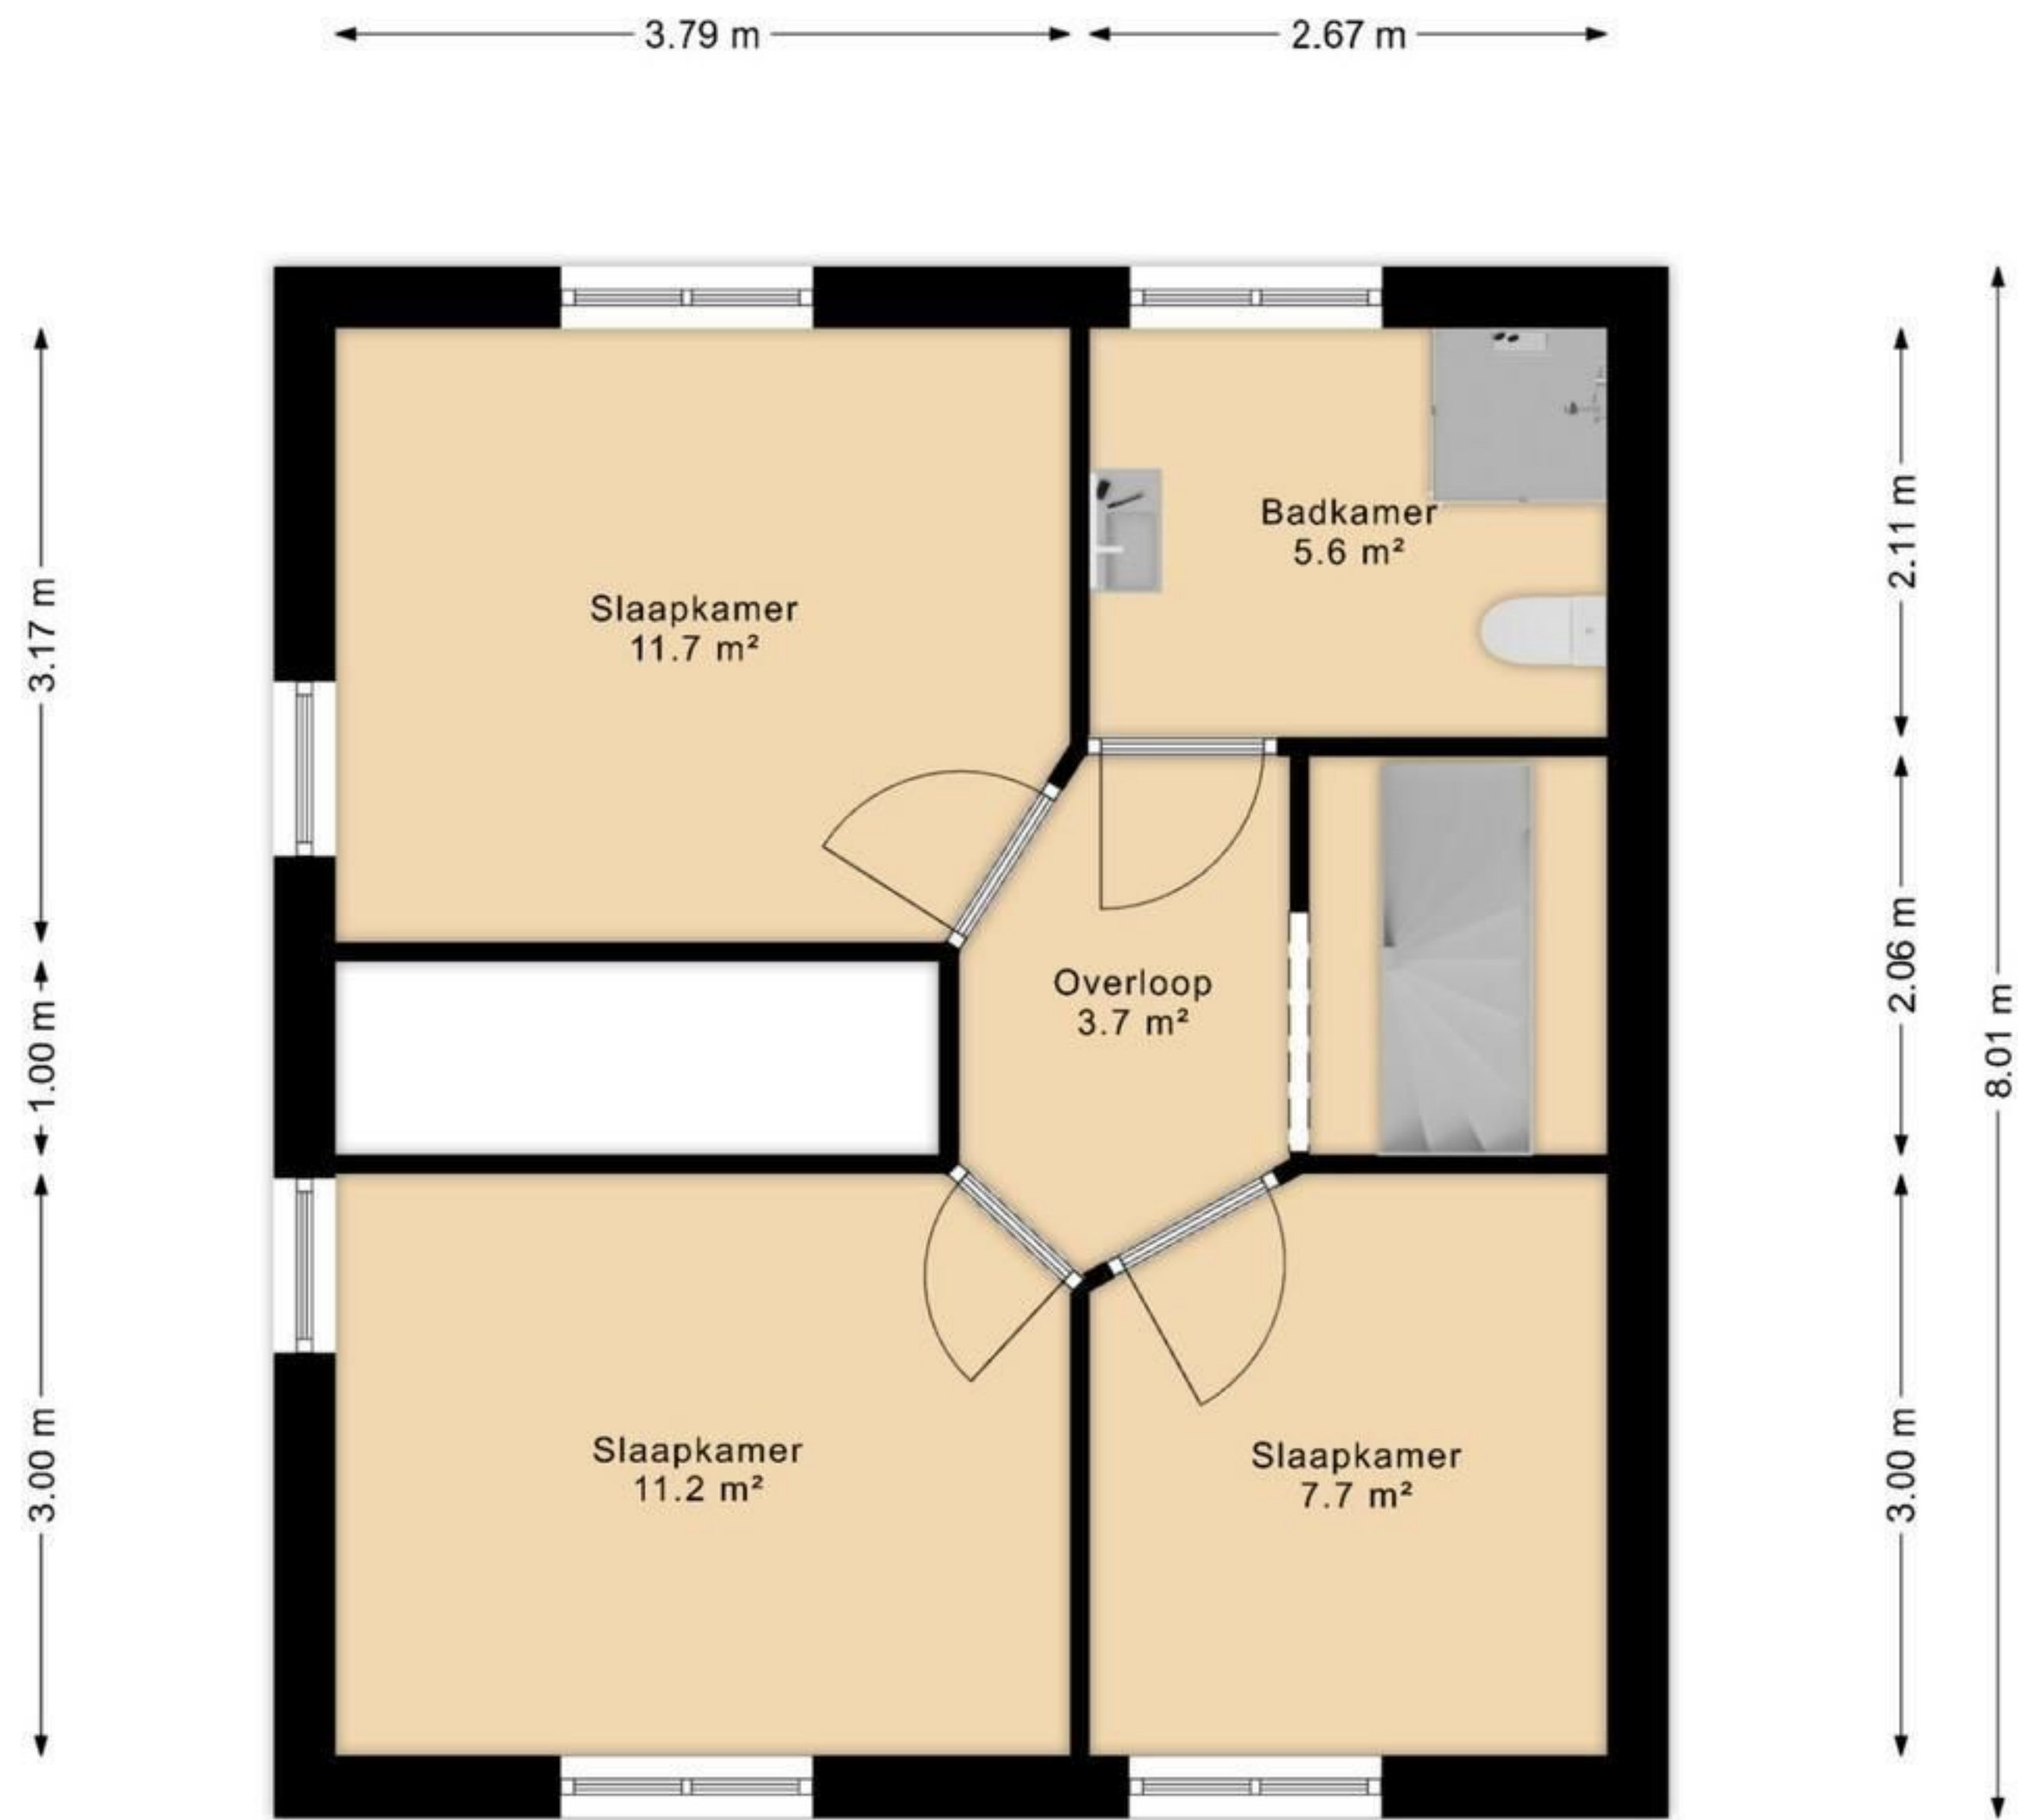 3.79 m
2.67 m
3.17 m
1.00 m
3.00 m
Slaapkamer
11.7 m²
Badkamer
5.6 m²
Overloop
3.7 m²
Slaapkamer
11.2 m²
Slaapkamer
7.7 m²
2.11 m
2.06 m
3.00 m
8.01 m